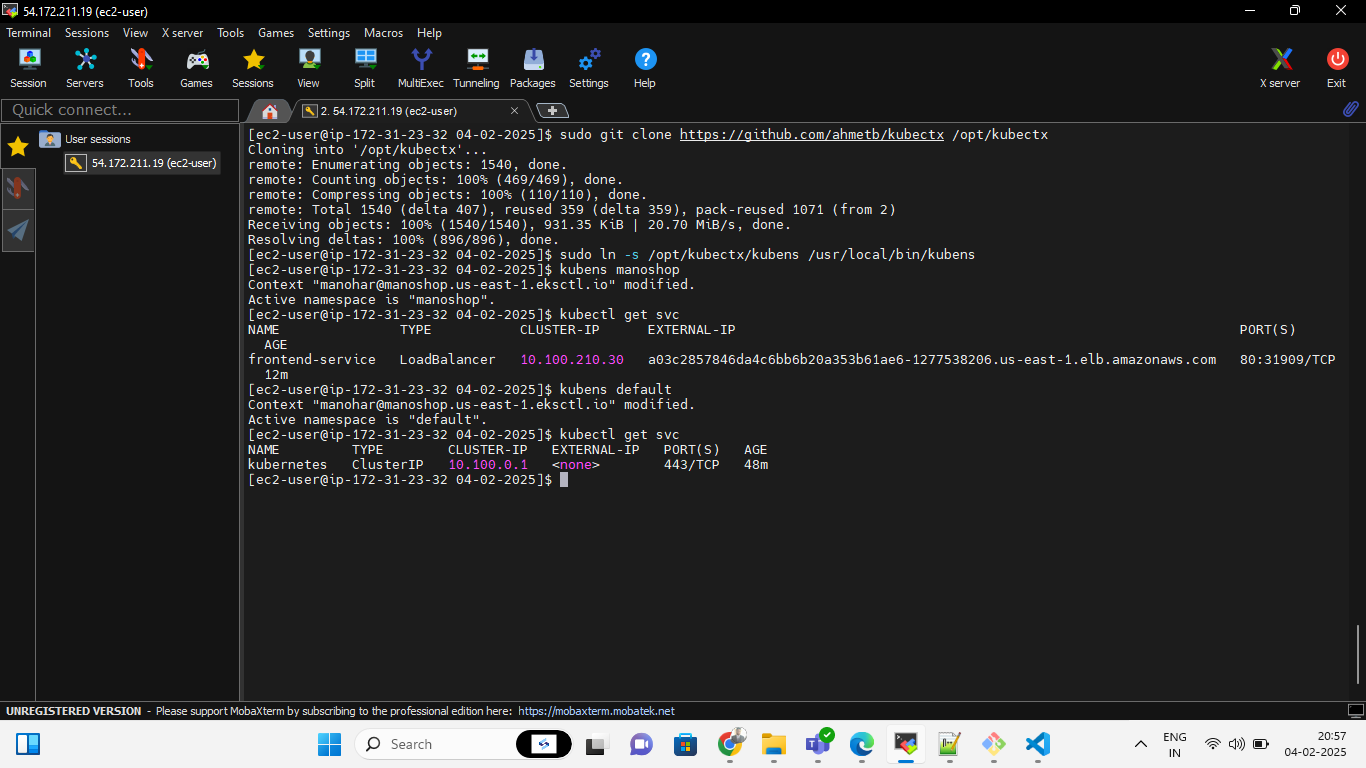 54.172.211.19 (ec2-user)
Terminal Sessions View X server Tools Games Settings Macros Help
Session Servers Tools Games Sessions View Split MultiExec Tunneling Packages Settings Help X server Exit
Quick connect...
2. 54.172.211.19 (ec2-user)
User sessions
54.172.211.19 (ec2-user)
[ec2-user@ip-172-31-23-32 04-02-2025]$ sudo git clone https://github.com/ahmetb/kubectx /opt/kubectx
Cloning into '/opt/kubectx'...
remote: Enumerating objects: 1540, done.
remote: Counting objects: 100% (469/469), done.
remote: Compressing objects: 100% (110/110), done.
remote: Total 1540 (delta 407), reused 359 (delta 359), pack-reused 1071 (from 2)
Receiving objects: 100% (1540/1540), 931.35 KiB | 20.70 MiB/s, done.
Resolving deltas: 100% (896/896), done.
[ec2-user@ip-172-31-23-32 04-02-2025]$ sudo ln -s /opt/kubectx/kubens /usr/local/bin/kubens
[ec2-user@ip-172-31-23-32 04-02-2025]$ kubens manoshop
Context "manohar@manoshop.us-east-1.eksctl.io" modified.
Active namespace is "manoshop".
[ec2-user@ip-172-31-23-32 04-02-2025]$ kubectl get svc
NAME TYPE CLUSTER-IP EXTERNAL-IP PORT(S)
AGE
frontend-service LoadBalancer 10.100.210.30 a03c2857846da4c6bb6b20a353b61ae6-1277538206.us-east-1.elb.amazonaws.com 80:31909/TCP
12m
[ec2-user@ip-172-31-23-32 04-02-2025]$ kubens default
Context "manohar@manoshop.us-east-1.eksctl.io" modified.
Active namespace is "default".
[ec2-user@ip-172-31-23-32 04-02-2025]$ kubectl get svc
NAME TYPE CLUSTER-IP EXTERNAL-IP PORT(S) AGE
kubernetes ClusterIP 10.100.0.1 <none> 443/TCP 48m
[ec2-user@ip-172-31-23-32 04-02-2025]$
UNREGISTERED VERSION - Please support MobaXterm by subscribing to the professional edition here: https://mobaxterm.mobatek.net
Search
ENG
IN
20:57
04-02-2025